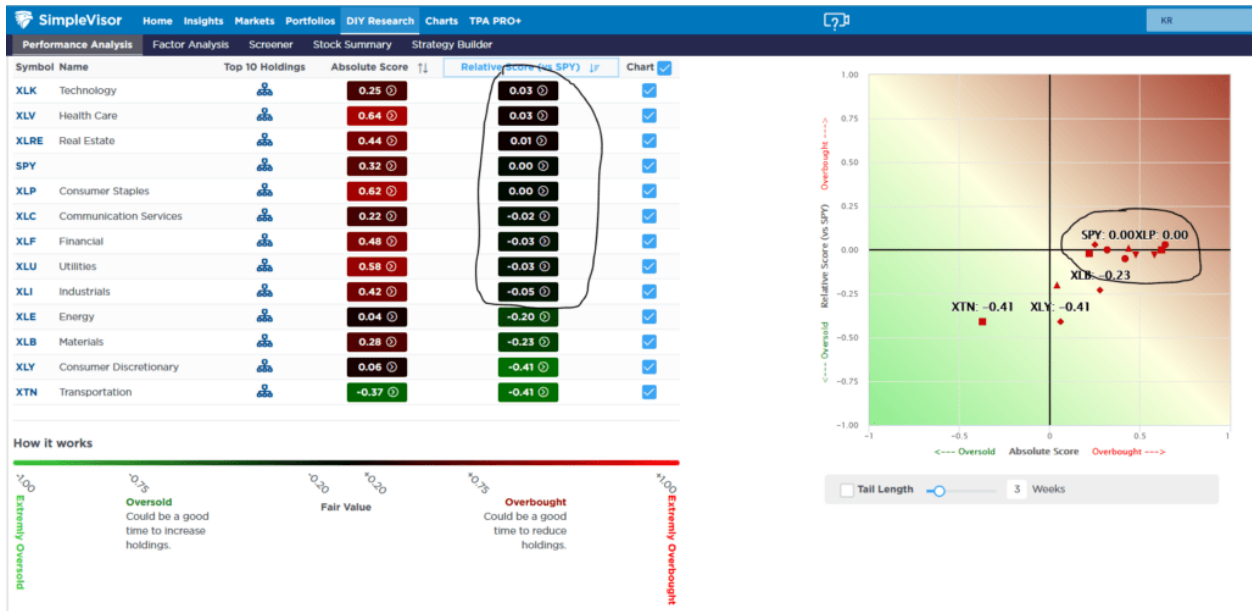 SimpleVisor Home Insights Markets Portfolios DIY Research Charts TPA PRO+ KR
Performance Analysis Factor Analysis Screener Stock Summary Strategy Builder
Symbol Name Top 10 Holdings Absolute Score Relative Score (vs SPY) Chart
XLK Technology 0.25 0.03
XLV Health Care 0.64 0.03
XLRE Real Estate 0.44 0.01
SPY 0.32 0.00
XLP Consumer Staples 0.62 0.00
XLC Communication Services 0.22 -0.02
XLF Financial 0.48 -0.03
XLU Utilities 0.58 -0.03
XLI Industrials 0.42 -0.05
XLE Energy 0.04 -0.20
XLB Materials 0.28 -0.23
XLY Consumer Discretionary 0.06 -0.41
XTN Transportation -0.37 -0.41
How it works
-1.00 -0.75 -0.20 +0.20 +0.75 +1.00
Extremly Oversold
Oversold
Could be a good
time to increase
holdings.
Fair Value
Overbought
Could be a good
time to reduce
holdings.
Extremly Overbought
1.00
0.75
0.50
0.25
0.00
-0.25
-0.50
-0.75
-1.00
<--- Oversold Relative Score (vs SPY) Overbought --->
SPY: 0.00 XLP: 0.00
XLB: -0.23
XTN: -0.41 XLY: -0.41
-1 -0.5 0 0.5 1
<--- Oversold Absolute Score Overbought --->
Tail Length 3 Weeks